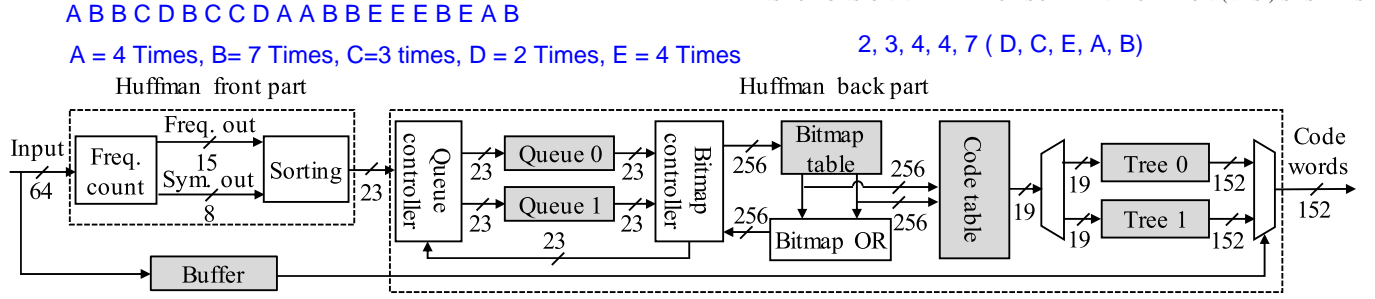 A B B C D B C C D A A B B E E E B E A B
A = 4 Times, B= 7 Times, C=3 times, D = 2 Times, E = 4 Times
2, 3, 4, 4, 7 ( D, C, E, A, B)
Huffman front part
Huffman back part
Input
64
Freq. count
Freq. out
15
Sym. out
8
Sorting
23
Queue controller
23
23
Queue 0
Queue 1
23
23
23
Bitmap controller
256
256
Bitmap table
Bitmap OR
256
256
Code table
19
19
19
Tree 0
Tree 1
152
152
Code words
152
Buffer